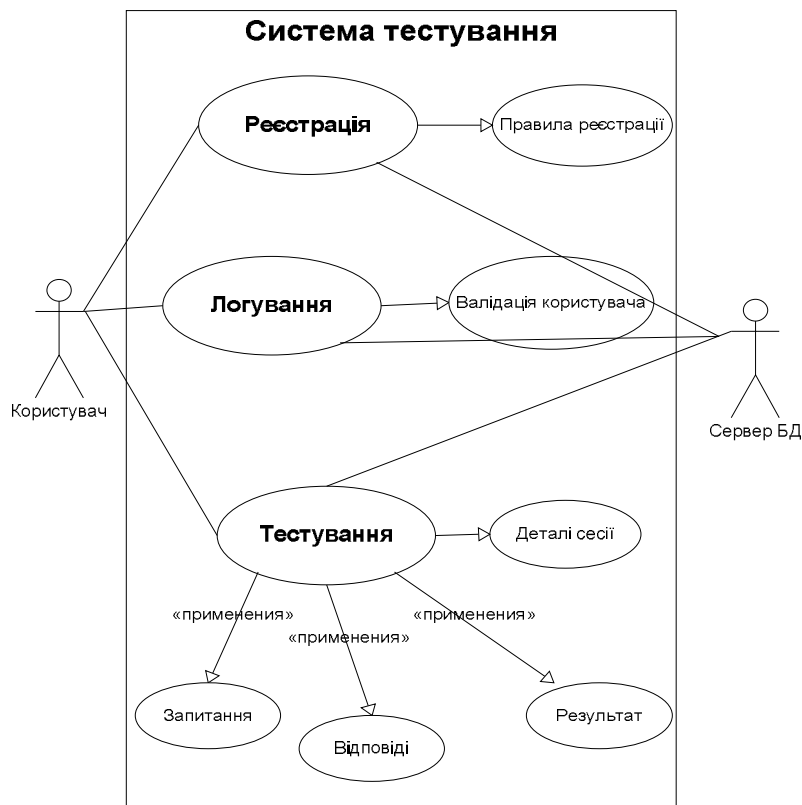 Система тестування
Реєстрація
Правила реєстрації
Логування
Валідація користувача
Користувач
Сервер БД
Тестування
Деталі сесії
«применения»
«применения»
«применения»
Запитання
Відповіді
Результат